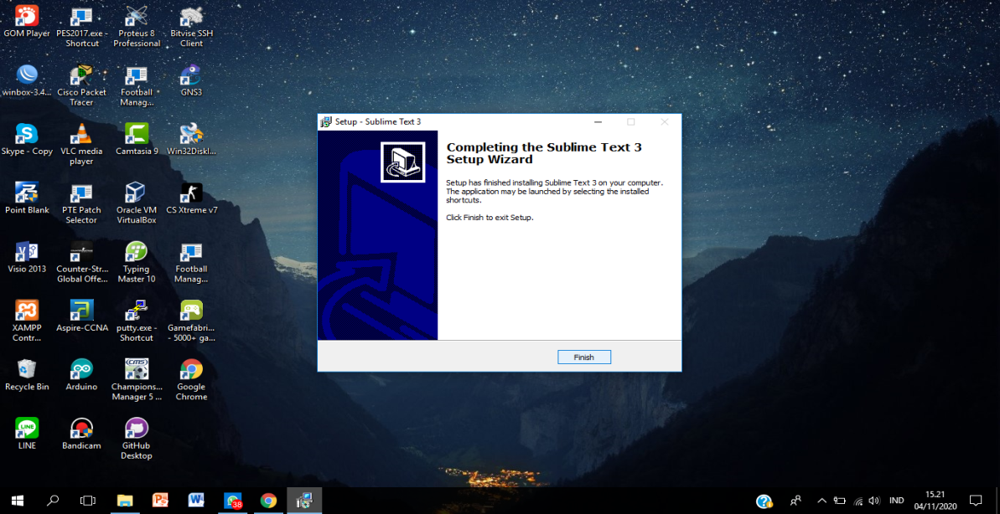 GOM Player
PES2017.exe -
Shortcut
Proteus 8
Professional
Bitvise SSH
Client
winbox-3.4...
Cisco Packet
Tracer
Football
Manag...
GNS3
Skype - Copy
VLC media
player
Camtasia 9
Win32DiskI...
Point Blank
PTE Patch
Selector
Oracle VM
VirtualBox
CS Xtreme v7
Visio 2013
Counter-Str...
Global Offe...
Typing
Master 10
Football
Manag...
XAMPP
Contr...
Aspire-CCNA
putty.exe -
Shortcut
Gamefabri...
- 5000+ ga...
Recycle Bin
Arduino
Champions...
Manager 5 ...
Google
Chrome
LINE
Bandicam
GitHub
Desktop
Setup - Sublime Text 3
Completing the Sublime Text 3
Setup Wizard
Setup has finished installing Sublime Text 3 on your computer.
The application may be launched by selecting the installed
shortcuts.
Click Finish to exit Setup.
Finish
38
IND
15.21
04/11/2020